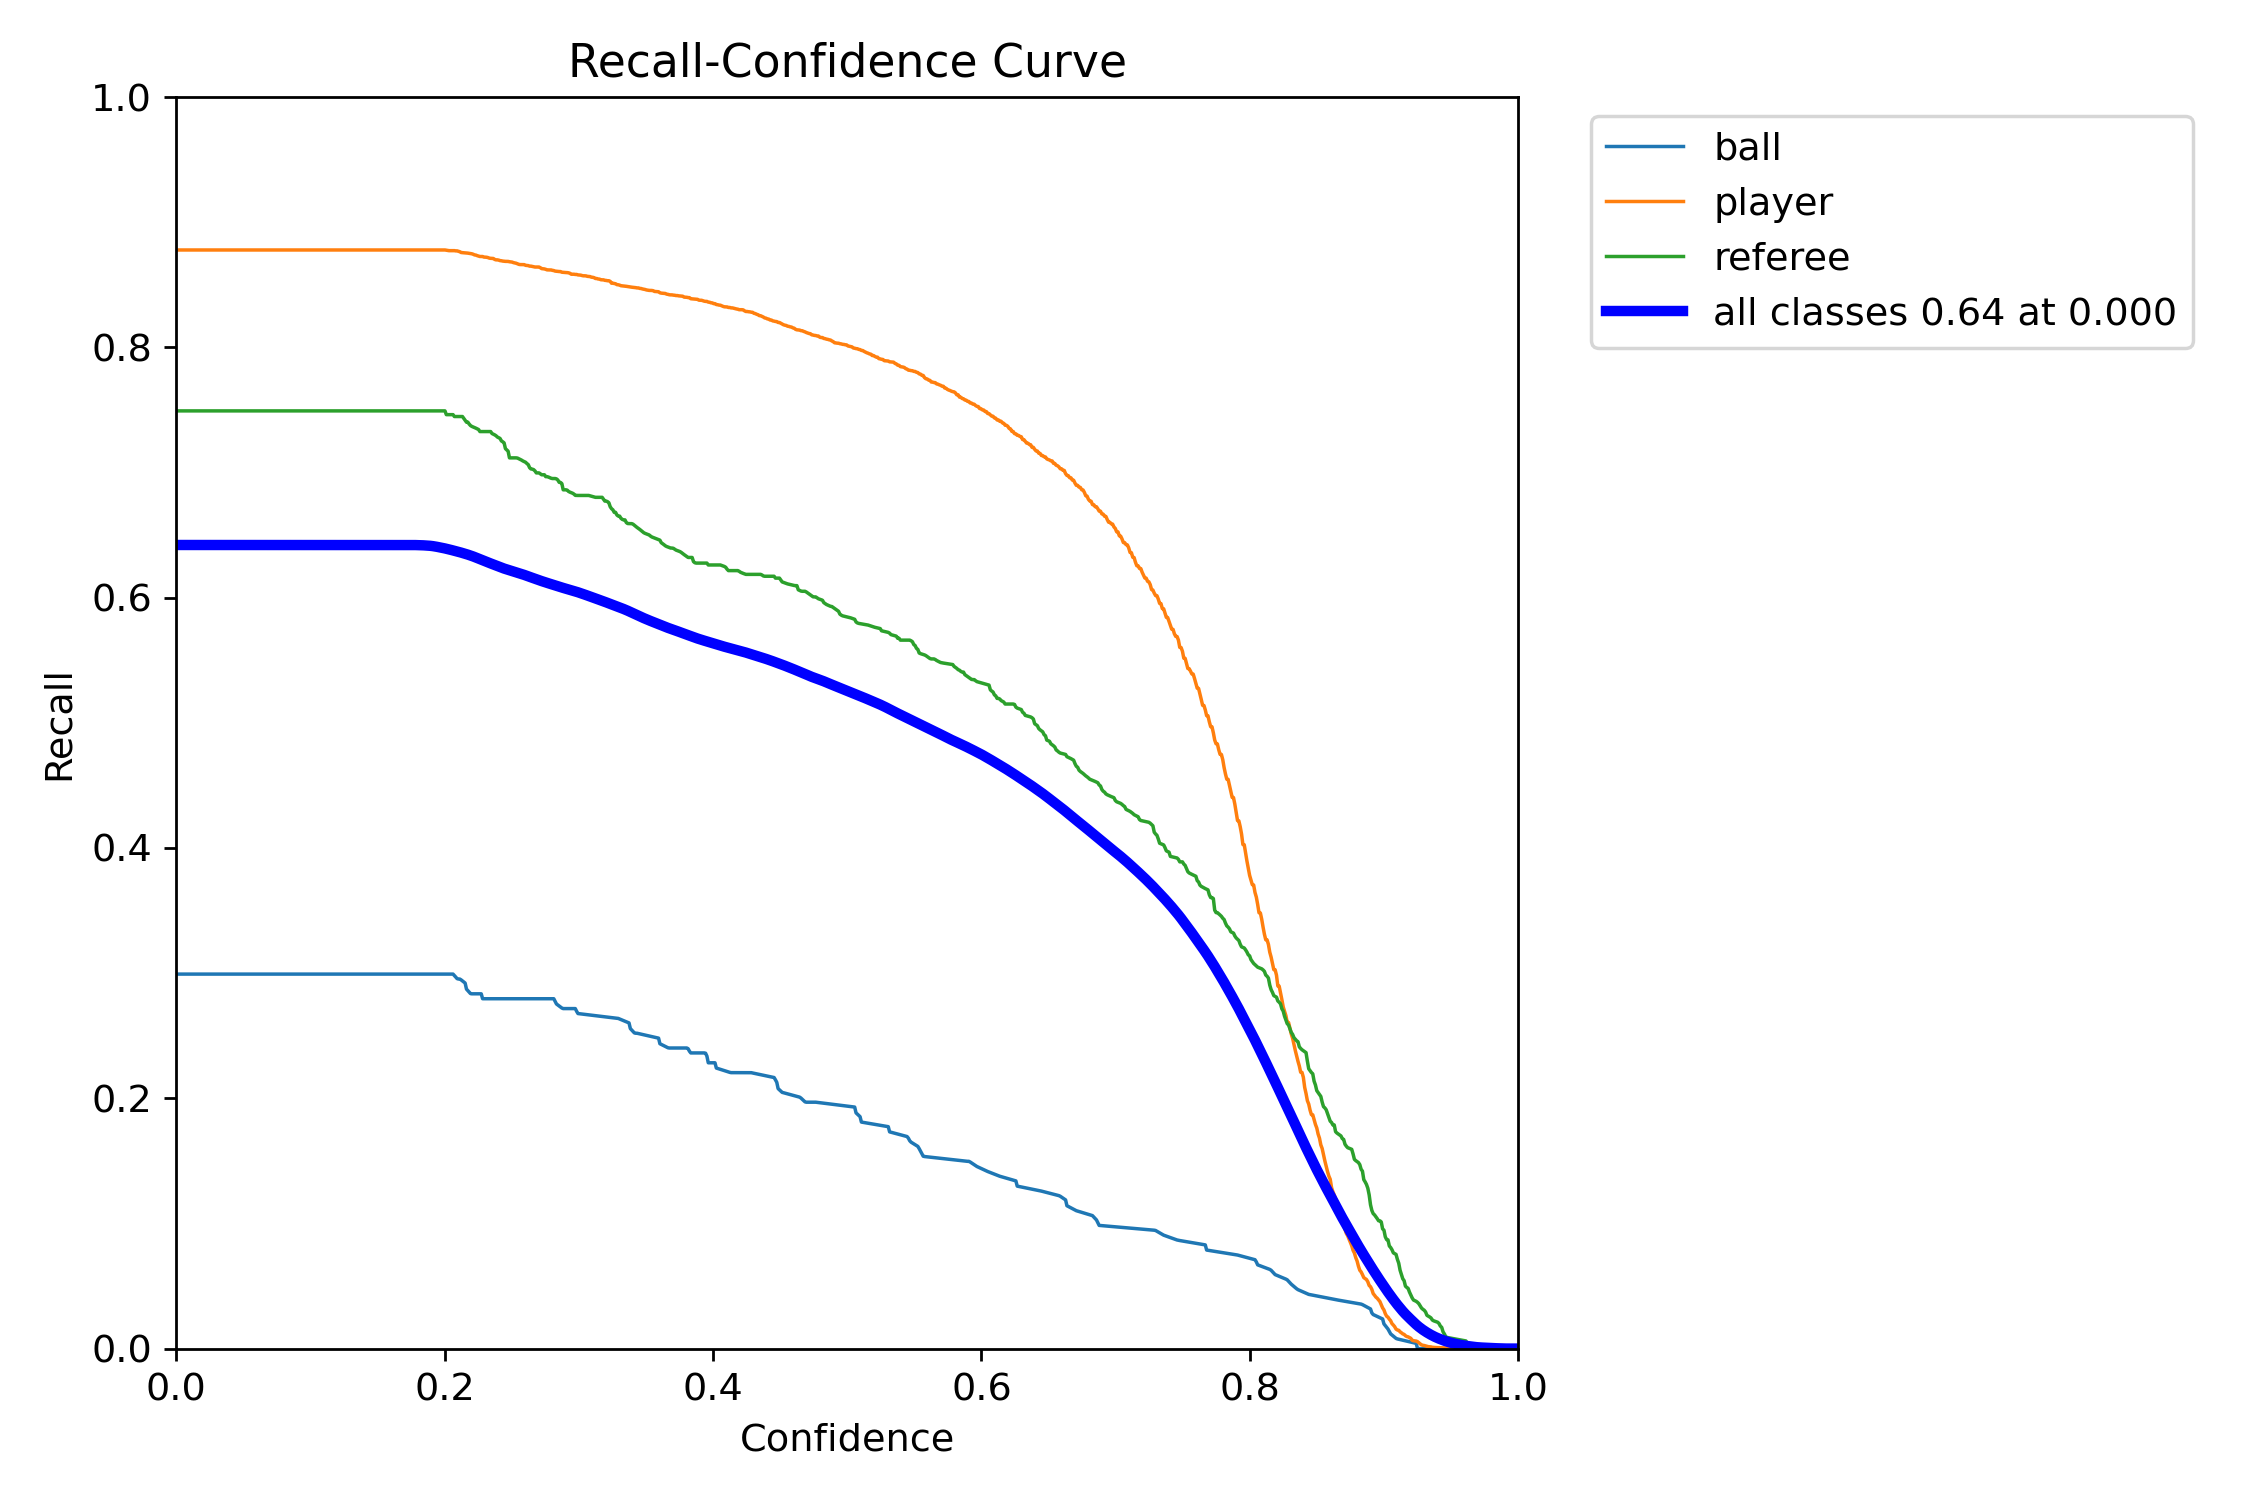 Recall-Confidence Curve
1.0
0.8
0.6
0.4
0.2
0.0
Recall
0.0 0.2 0.4 0.6 0.8 1.0
Confidence
ball
player
referee
all classes 0.64 at 0.000